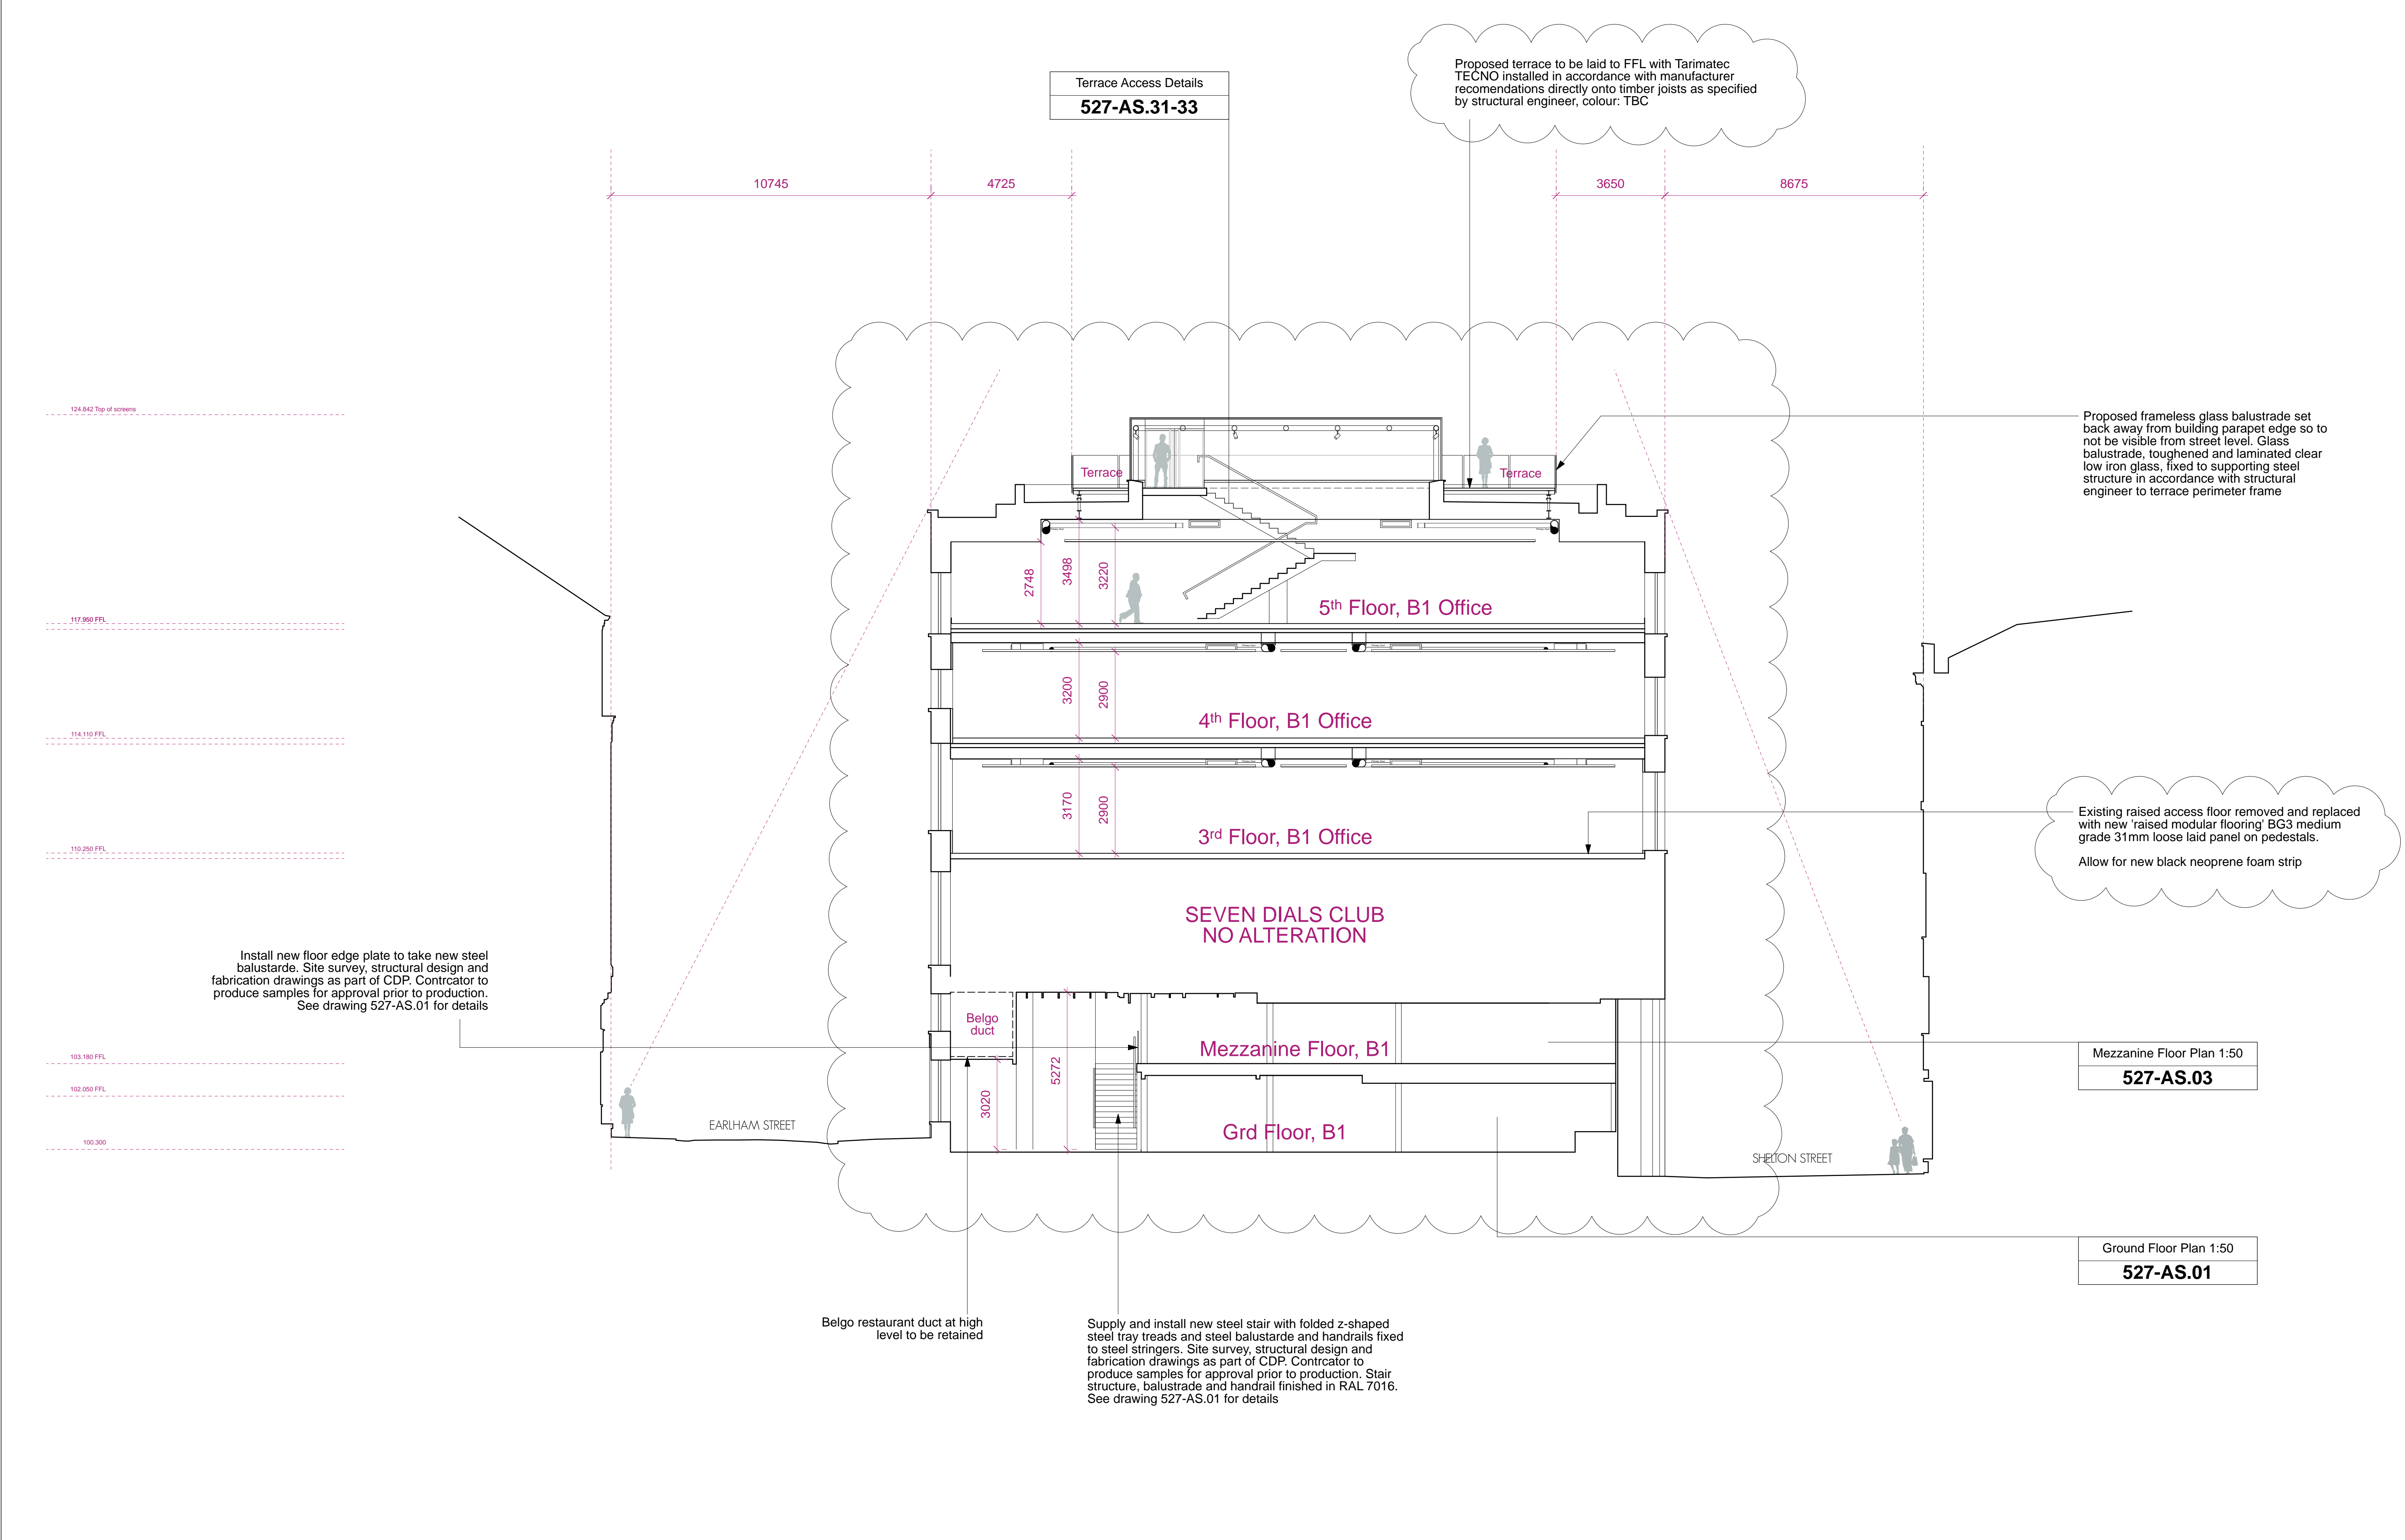 Proposed terrace to be laid to FFL with Tarimatec
TECNO installed in accordance with manufacturer
recomendations directly onto timber joists as specified
by structural engineer, colour: TBC
Terrace Access Details
527-AS.31-33
10745
4725
3650
8675
124.842 Top of screens
Proposed frameless glass balustrade set
back away from building parapet edge so to
not be visible from street level. Glass
balustrade, toughened and laminated clear
low iron glass, fixed to supporting steel
structure in accordance with structural
engineer to terrace perimeter frame
Terrace
Terrace
2748
3498
3220
5th Floor, B1 Office
117.950 FFL
3200
2900
4th Floor, B1 Office
114.110 FFL
3170
2900
3rd Floor, B1 Office
110.250 FFL
Existing raised access floor removed and replaced
with new 'raised modular flooring' BG3 medium
grade 31mm loose laid panel on pedestals.
Allow for new black neoprene foam strip
SEVEN DIALS CLUB
NO ALTERATION
Install new floor edge plate to take new steel
balustarde. Site survey, structural design and
fabrication drawings as part of CDP. Contrcator to
produce samples for approval prior to production.
See drawing 527-AS.01 for details
Belgo
duct
Mezzanine Floor, B1
103.180 FFL
Mezzanine Floor Plan 1:50
527-AS.03
5272
3020
102.050 FFL
EARLHAM STREET
Grd Floor, B1
100.300
SHELTON STREET
Ground Floor Plan 1:50
527-AS.01
Belgo restaurant duct at high
level to be retained
Supply and install new steel stair with folded z-shaped
steel tray treads and steel balustarde and handrails fixed
to steel stringers. Site survey, structural design and
fabrication drawings as part of CDP. Contrcator to
produce samples for approval prior to production. Stair
structure, balustrade and handrail finished in RAL 7016.
See drawing 527-AS.01 for details